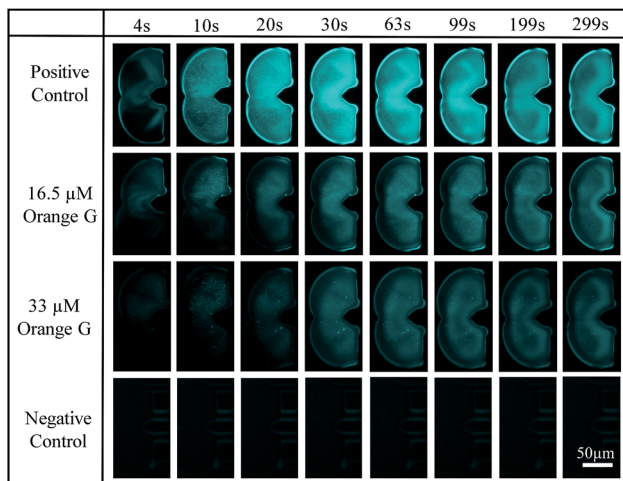 4s 10s 20s 30s 63s 99s 199s 299s
Positive
Control
16.5 µM
Orange G
33 µM
Orange G
Negative
Control
50µm